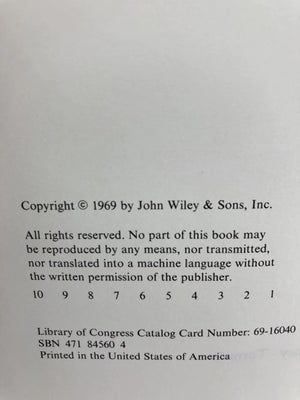 Copyright © 1969 by John Wiley & Sons, Inc.
All rights reserved. No part of this book may
be reproduced by any means, nor transmitted,
nor translated into a machine language without
the written permission of the publisher.
10 9 8 7 6 5 4 3 2 1
Library of Congress Catalog Card Number: 69-16040
SBN 471 84560 4
Printed in the United States of America